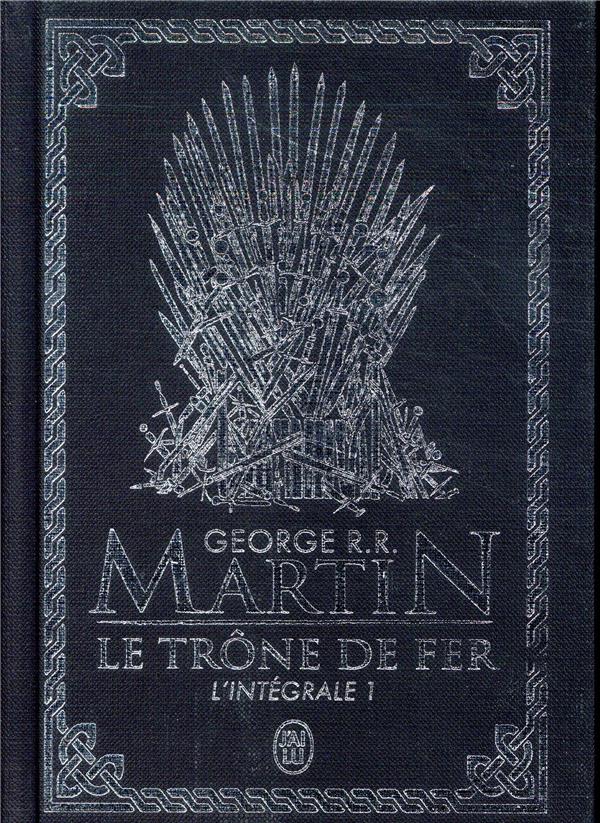 GEORGE R.R.
MARTIN
LE TRÔNE DE FER
L'INTÉGRALE 1
J'AI
LU